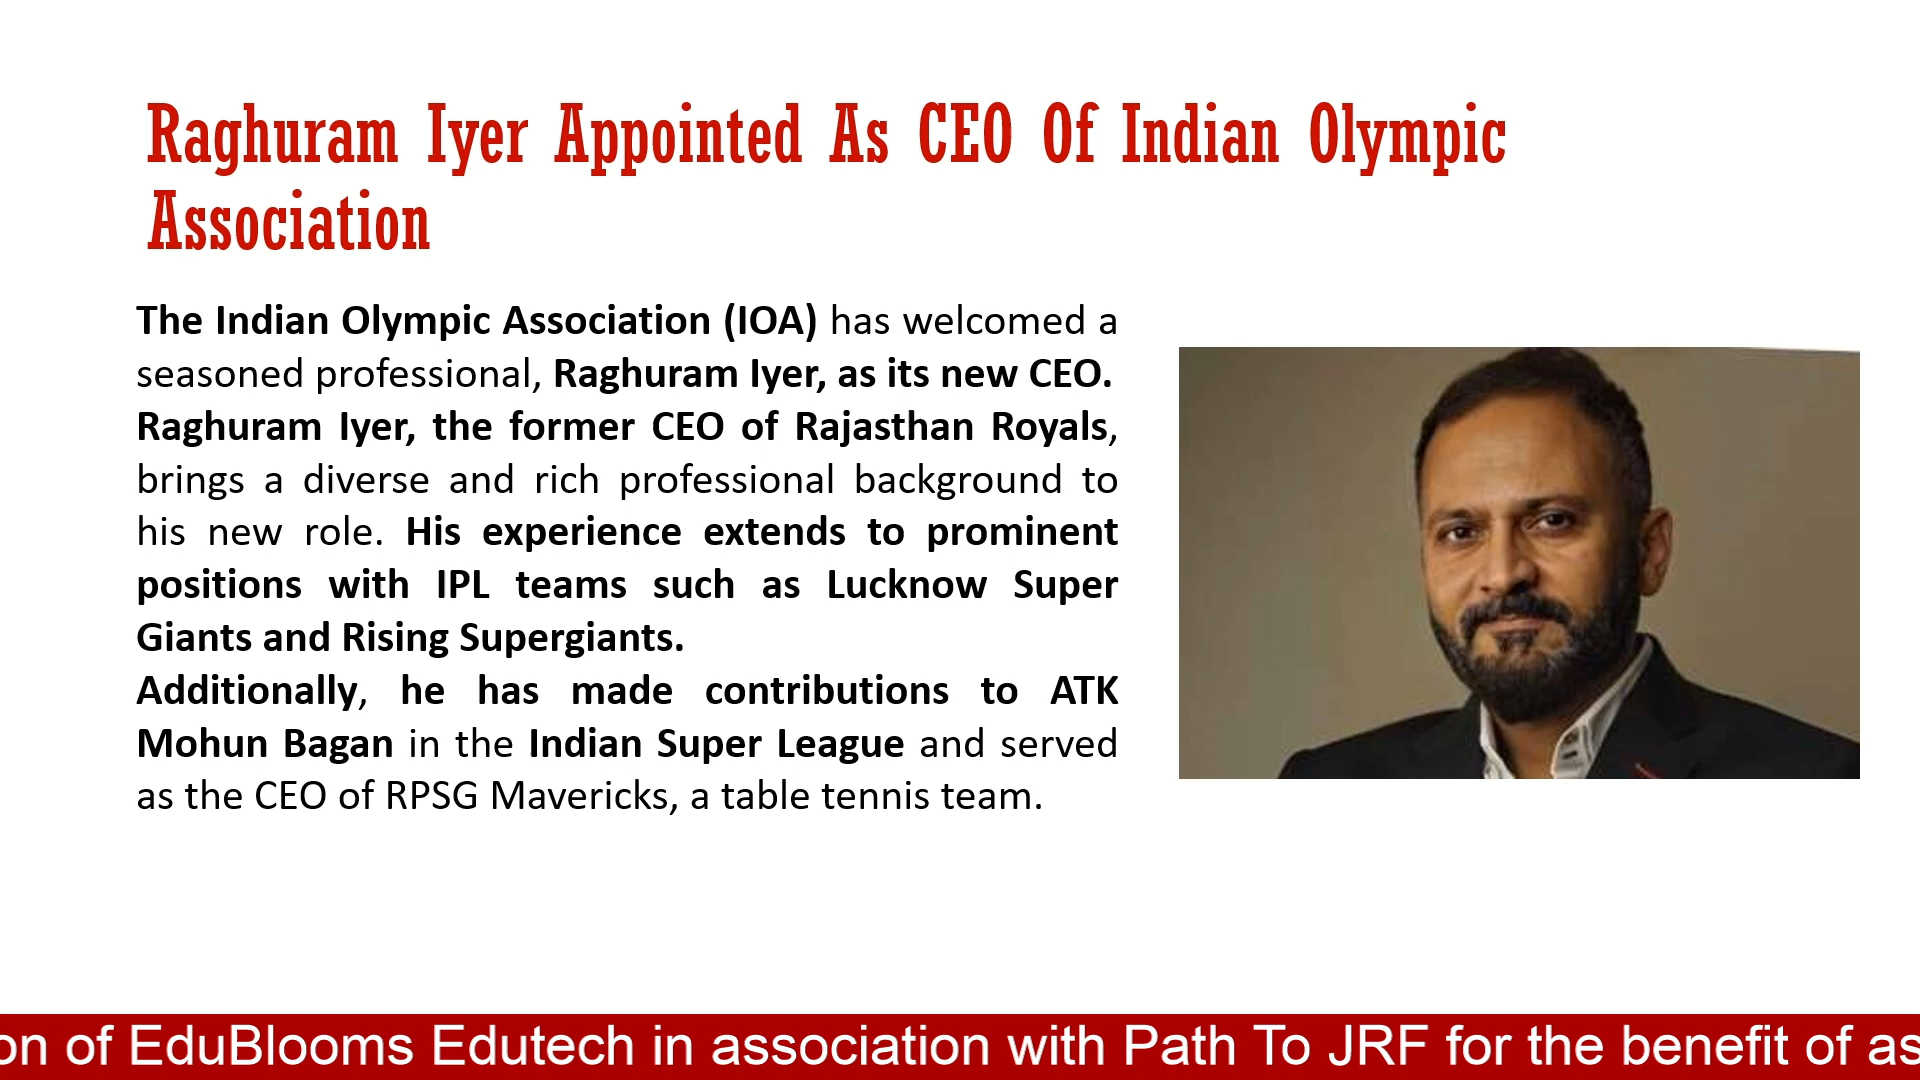 Raghuram Iyer Appointed As CEO Of Indian Olympic
Association
The Indian Olympic Association (IOA) has welcomed a
seasoned professional, Raghuram Iyer, as its new CEO.
Raghuram Iyer, the former CEO of Rajasthan Royals,
brings a diverse and rich professional background to
his new role. His experience extends to prominent
positions with IPL teams such as Lucknow Super
Giants and Rising Supergiants.
Additionally, he has made contributions to ATK
Mohun Bagan in the Indian Super League and served
as the CEO of RPSG Mavericks, a table tennis team.
on of EduBlooms Edutech in association with Path To JRF for the benefit of as